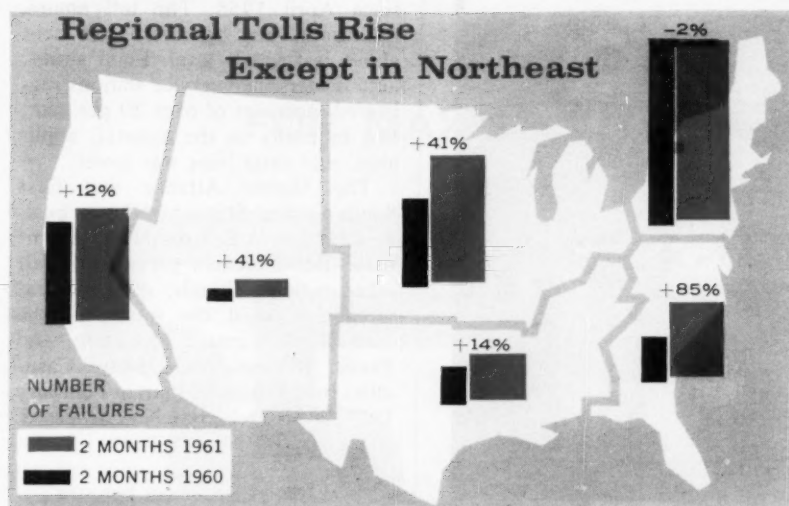 Regional Tolls Rise
Except in Northeast
-2%
+41%
+12%
+41%
+85%
+14%
NUMBER
OF FAILURES
2 MONTHS 1961
2 MONTHS 1960